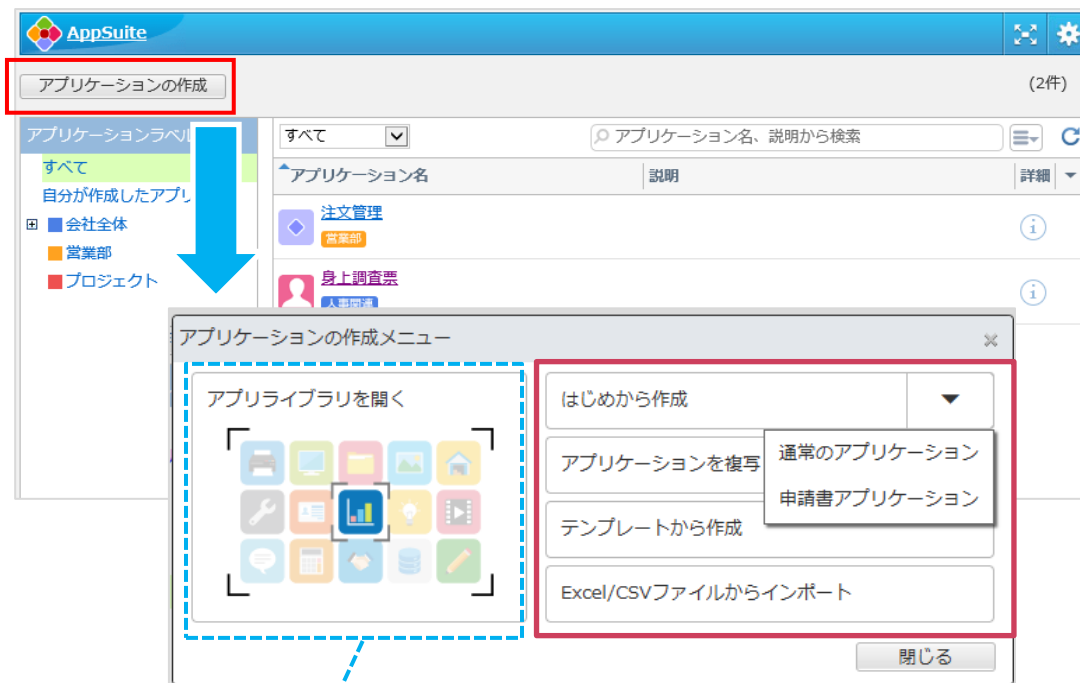 AppSuite
アプリケーションの作成
(2件)
アプリケーションラベル
すべて
アプリケーション名、説明から検索
すべて
自分が作成したアプリ
会社全体
営業部
プロジェクト
アプリケーション名
説明
詳細
注文管理
営業部
身上調査票
人事関連
アプリケーションの作成メニュー
アプリライブラリを開く
はじめから作成
通常のアプリケーション
申請書アプリケーション
アプリケーションを複写
テンプレートから作成
Excel/CSVファイルからインポート
閉じる